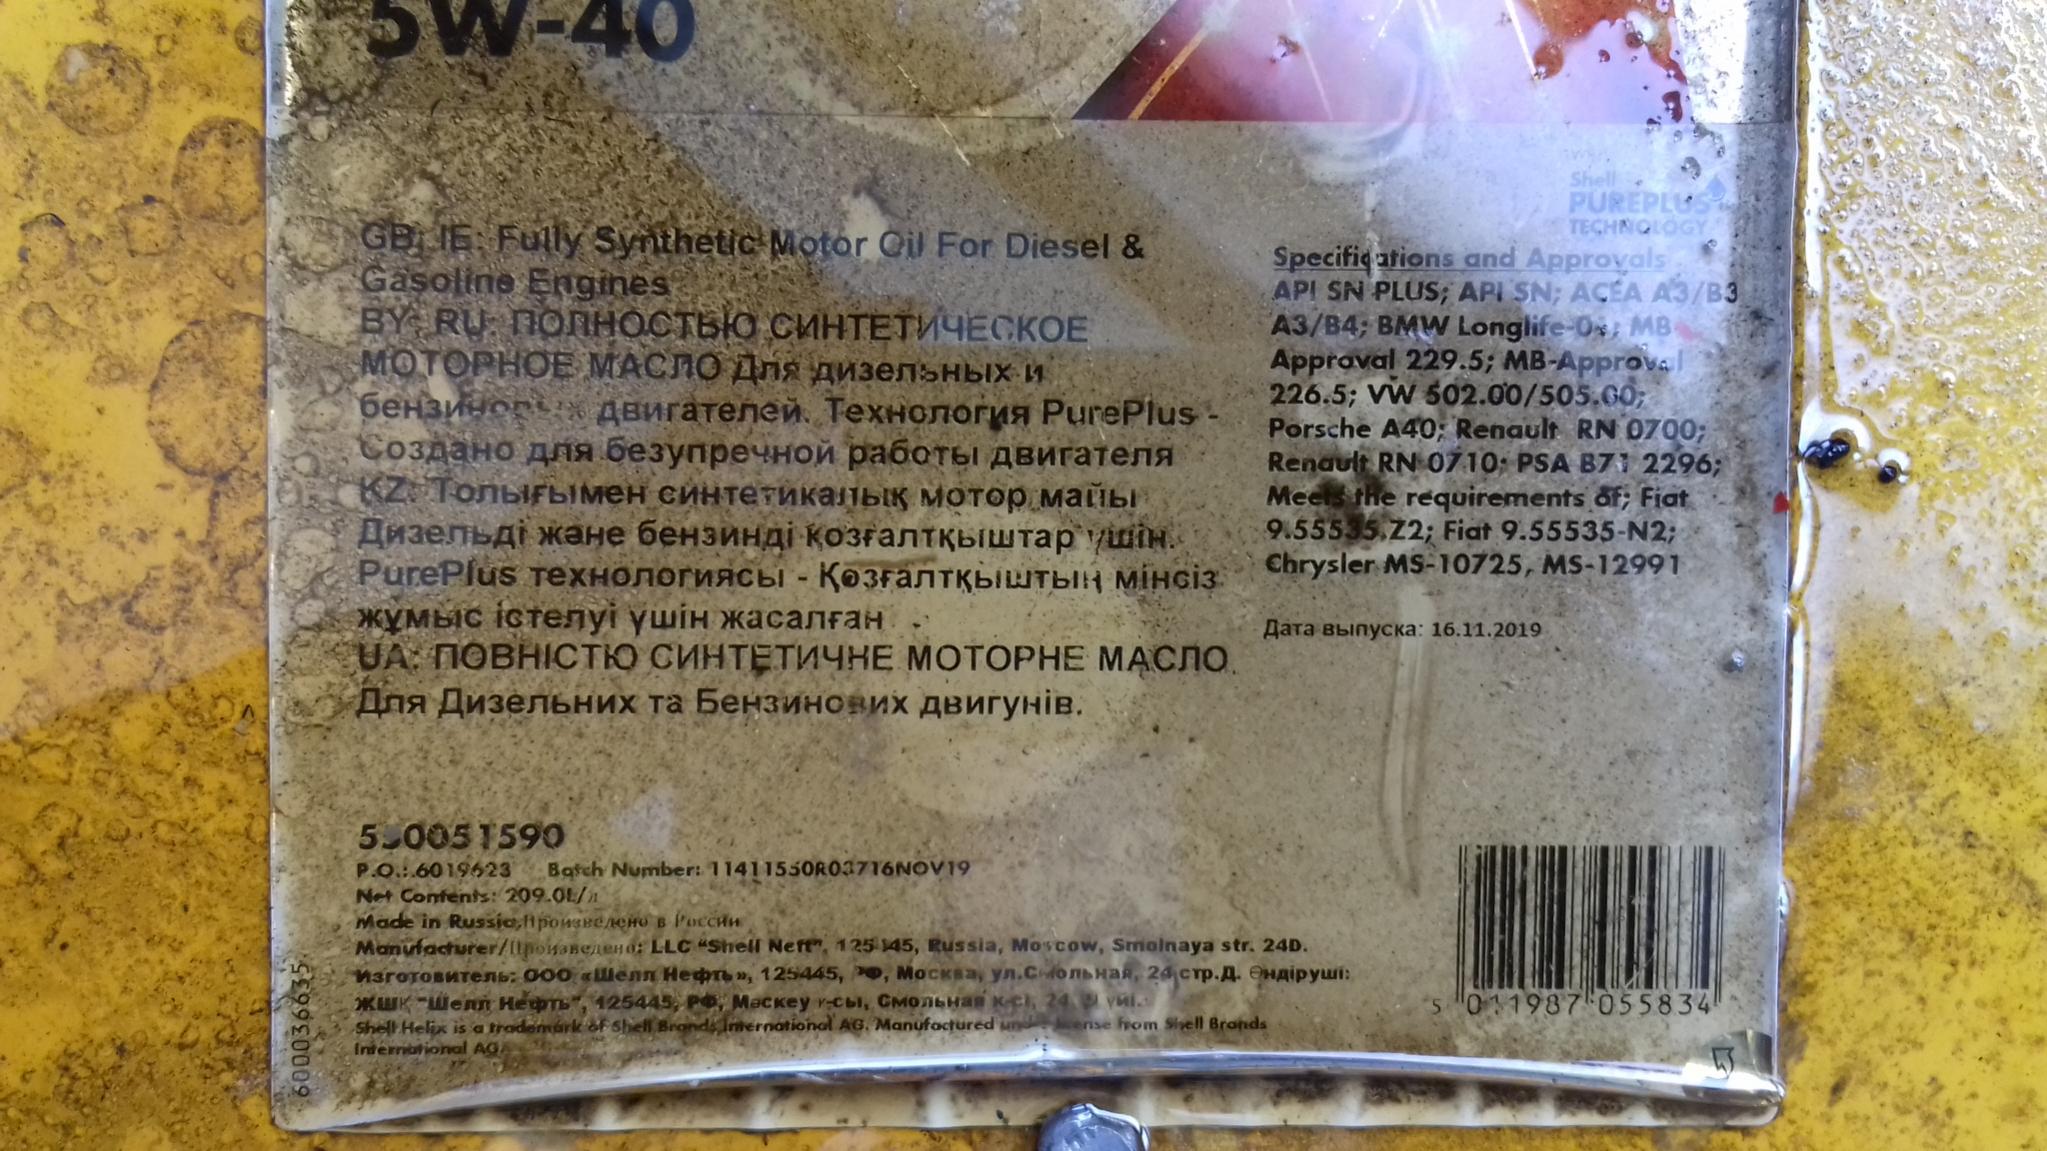 5W-40
Shell
PUREPLUS
TECHNOLOGY
GB; IE: Fully Synthetic Motor Oil For Diesel &
Gasoline Engines
BY; RU: ПОЛНОСТЬЮ СИНТЕТИЧЕСКОЕ
МОТОРНОЕ МАСЛО Для дизельных и
бензиновых двигателей. Технология PurePlus -
Создано для безупречной работы двигателя
KZ: Толығымен синтетикалық мотор майы
Дизельді және бензинді қозғалтқыштар үшін.
PurePlus технологиясы - Қозғалтқыштың мінсіз
жұмыс істелуі үшін жасалған
UA: ПОВНІСТЮ СИНТЕТИЧНЕ МОТОРНЕ МАСЛО.
Для Дизельних та Бензинових двигунів.
Specifications and Approvals
API SN PLUS; API SN; ACEA A3/B3
A3/B4; BMW MB
Approval 229.5; MB-Approval
226.5; VW 502.00/505.00;
Porsche A40; Renault RN 0700;
Renault RN 0710; PSA B71 2296;
Meets the requirements of; Fiat
9.55535.Z2; Fiat 9.55535-N2;
Chrysler MS-10725, MS-12991
Дата выпуска: 16.11.2019
550051590
P.O.:.6019623 Batch Number: 11411550R03716NOV19
Net Contents: 209.0L/л
Made in Russia,Произведено в России
Manufacturer/Произведено: LLC "Shell Neft", 125445, Russia, Moscow, Smolnaya str. 24D.
Изготовитель: ООО «Шелл Нефть», 125445, РФ, Москва, ул.Смольная, 24,стр.Д. Өндіруші:
ЖШК "Шелл Нефть", 125445, РФ, Мәскеу к-сы, Смольная к-сі, 24
Shell Helix is a trademark of Shell Brands International AG. Manufactured under license from Shell Brands
International AG.
5 011987 055834
600036635